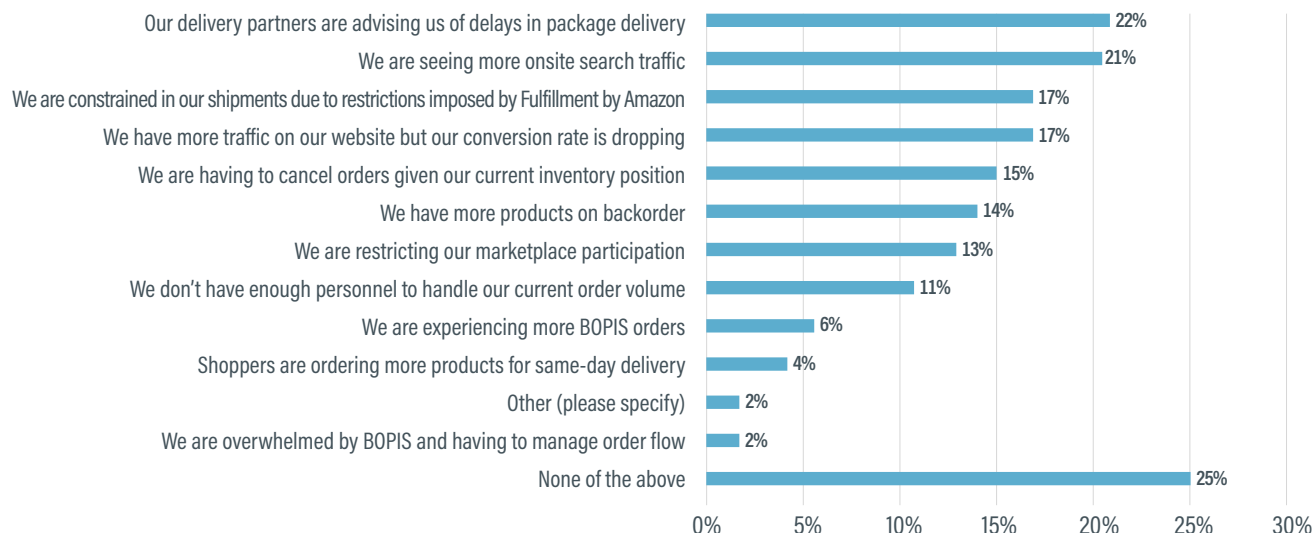 Our delivery partners are advising us of delays in package delivery 22%
We are seeing more onsite search traffic 21%
We are constrained in our shipments due to restrictions imposed by Fulfillment by Amazon 17%
We have more traffic on our website but our conversion rate is dropping 17%
We are having to cancel orders given our current inventory position 15%
We have more products on backorder 14%
We are restricting our marketplace participation 13%
We don’t have enough personnel to handle our current order volume 11%
We are experiencing more BOPIS orders 6%
Shoppers are ordering more products for same-day delivery 4%
Other (please specify) 2%
We are overwhelmed by BOPIS and having to manage order flow 2%
None of the above 25%
0% 5% 10% 15% 20% 25% 30%